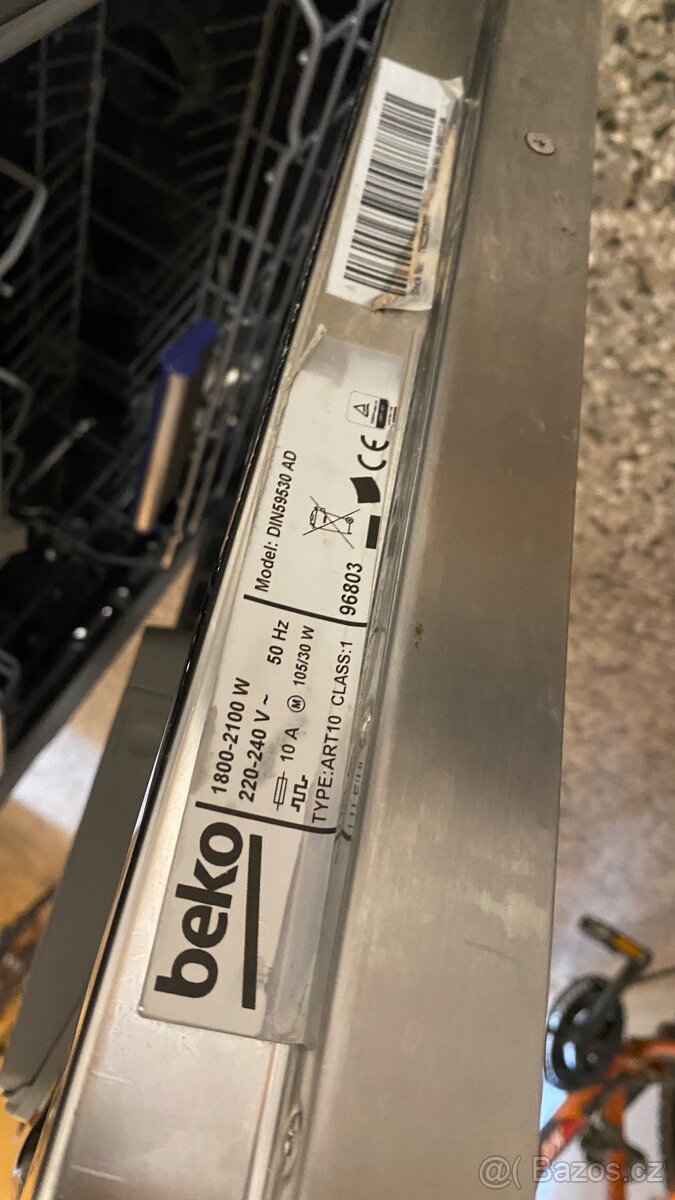 beko
1800-2100 W
220-240 V ~ 50 Hz
10 A M 105/30 W
TYPE:ART10 CLASS:1
Model: DIN59530 AD
96803
CE
@( Bazos.cz